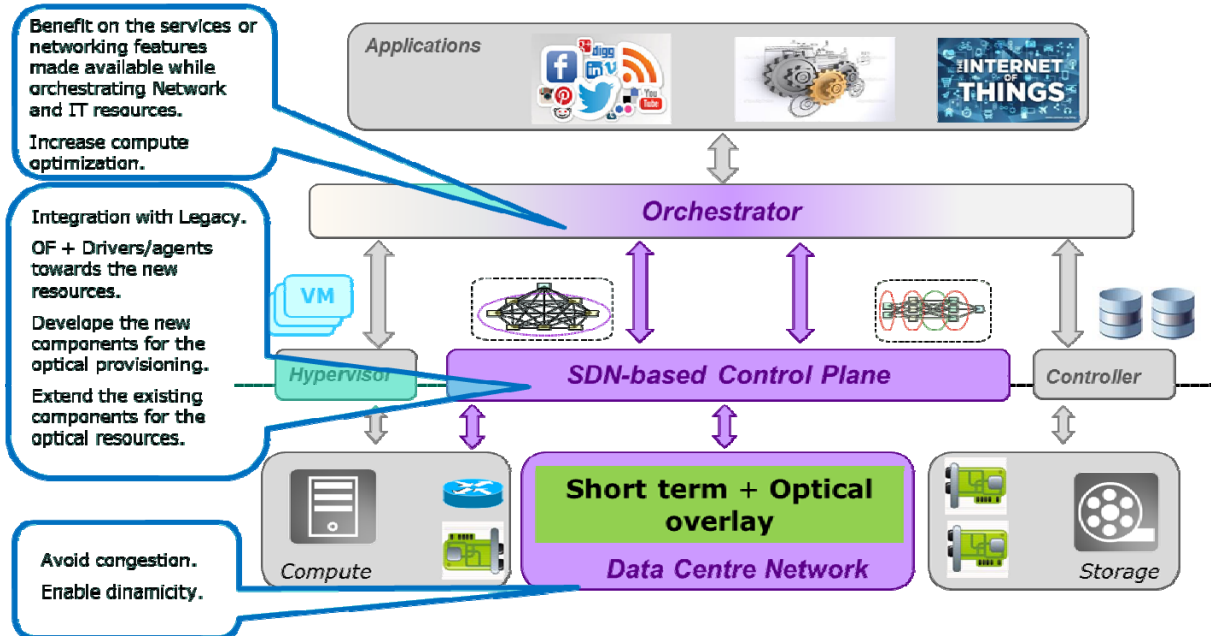 Benefit on the services or
networking features
made available while
orchestrating Network
and IT resources.
Increase compute
optimization.
Applications
digg
You
Tube
THE
INTERNET
OF
THINGS
Orchestrator
Integration with Legacy.
OF + Drivers/agents
towards the new
resources.
Develope the new
components for the
optical provisioning.
Extend the existing
components for the
optical resources.
VM
Hypervisor
SDN-based Control Plane
Controller
Short term + Optical
overlay
Data Centre Network
Compute
Storage
Avoid congestion.
Enable dinamicity.